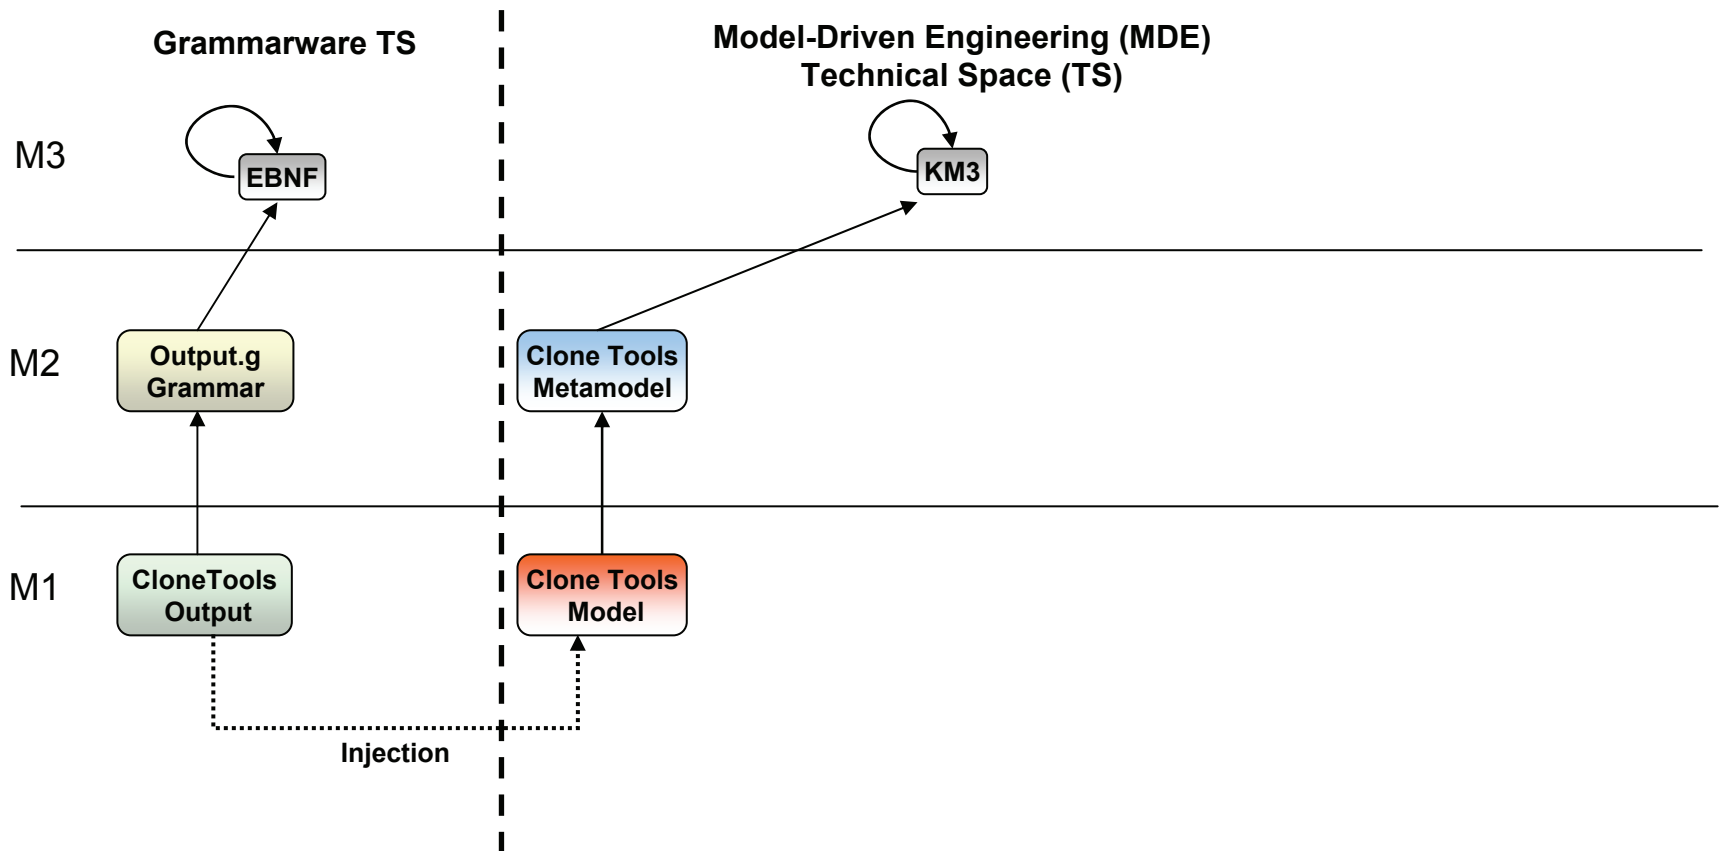 Grammarware TS
Model-Driven Engineering (MDE)
Technical Space (TS)
M3
EBNF
KM3
M2
Output.g
Grammar
Clone Tools
Metamodel
M1
CloneTools
Output
Clone Tools
Model
Injection